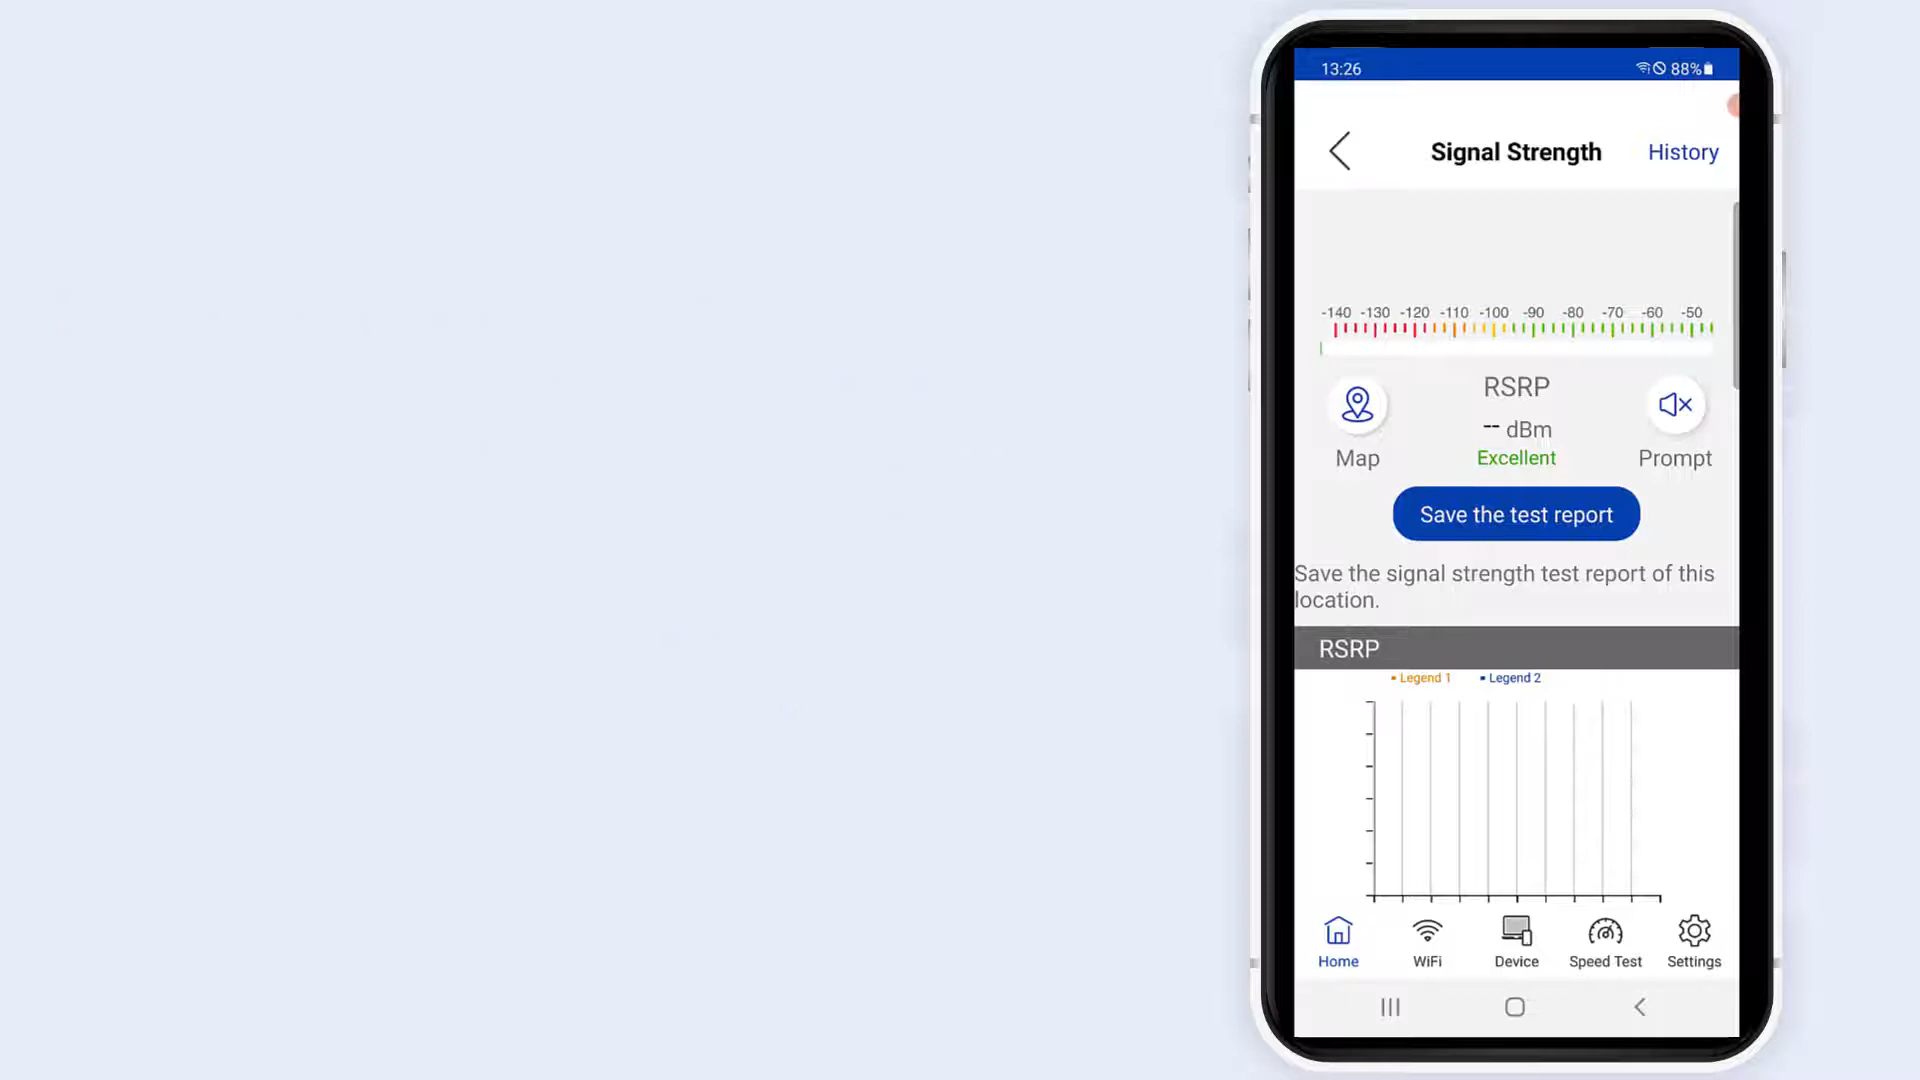 13:26 88%
Signal Strength History
-140 -130 -120 -110 -100 -90 -80 -70 -60 -50
RSRP
-- dBm
Map Excellent Prompt
Save the test report
Save the signal strength test report of this
location.
RSRP
Legend 1 Legend 2
Home WiFi Device Speed Test Settings